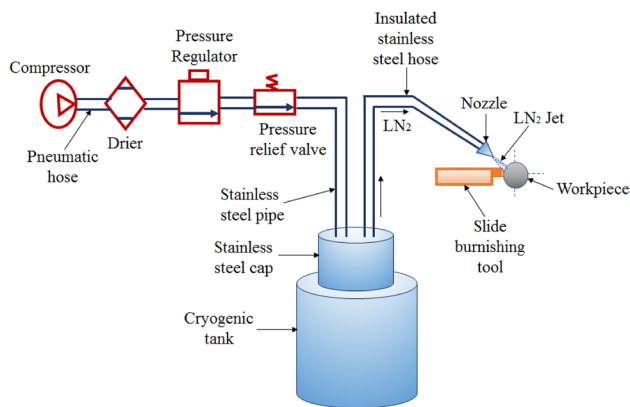 Compressor
Pneumatic
hose
Drier
Pressure
Regulator
Pressure
relief valve
Insulated
stainless
steel hose
LN₂
Nozzle
LN₂ Jet
Workpiece
Slide
burnishing
tool
Stainless
steel pipe
Stainless
steel cap
Cryogenic
tank